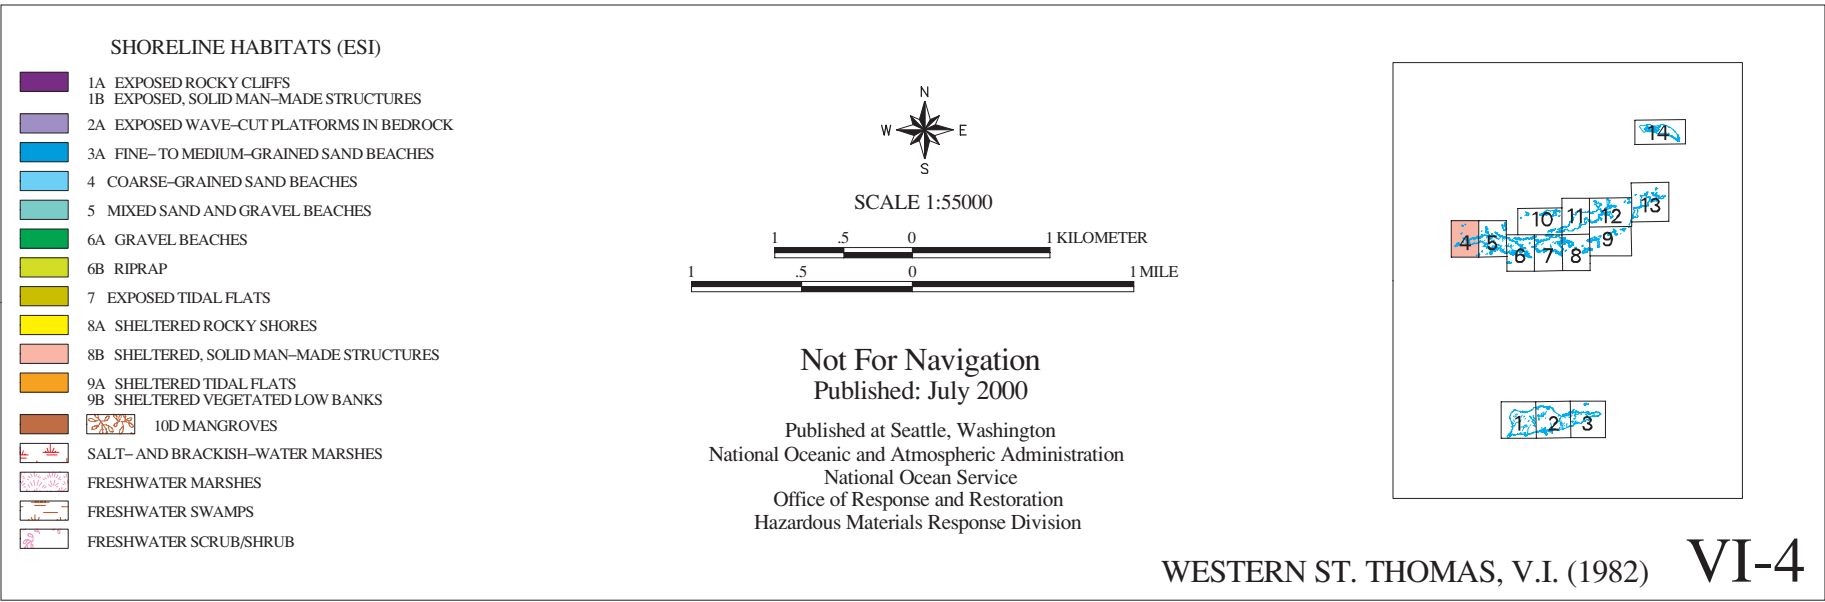 SHORELINE HABITATS (ESI)
1A EXPOSED ROCKY CLIFFS
1B EXPOSED, SOLID MAN–MADE STRUCTURES
2A EXPOSED WAVE–CUT PLATFORMS IN BEDROCK
3A FINE– TO MEDIUM–GRAINED SAND BEACHES
4 COARSE–GRAINED SAND BEACHES
5 MIXED SAND AND GRAVEL BEACHES
6A GRAVEL BEACHES
6B RIPRAP
7 EXPOSED TIDAL FLATS
8A SHELTERED ROCKY SHORES
8B SHELTERED, SOLID MAN–MADE STRUCTURES
9A SHELTERED TIDAL FLATS
9B SHELTERED VEGETATED LOW BANKS
10D MANGROVES
SALT– AND BRACKISH–WATER MARSHES
FRESHWATER MARSHES
FRESHWATER SWAMPS
FRESHWATER SCRUB/SHRUB
N
W E
S
SCALE 1:55000
1 .5 0 1 KILOMETER
1 .5 0 1 MILE
Not For Navigation
Published: July 2000
Published at Seattle, Washington
National Oceanic and Atmospheric Administration
National Ocean Service
Office of Response and Restoration
Hazardous Materials Response Division
14
13
10 11 12
4 5 9
6 7 8
1 2 3
WESTERN ST. THOMAS, V.I. (1982) VI-4